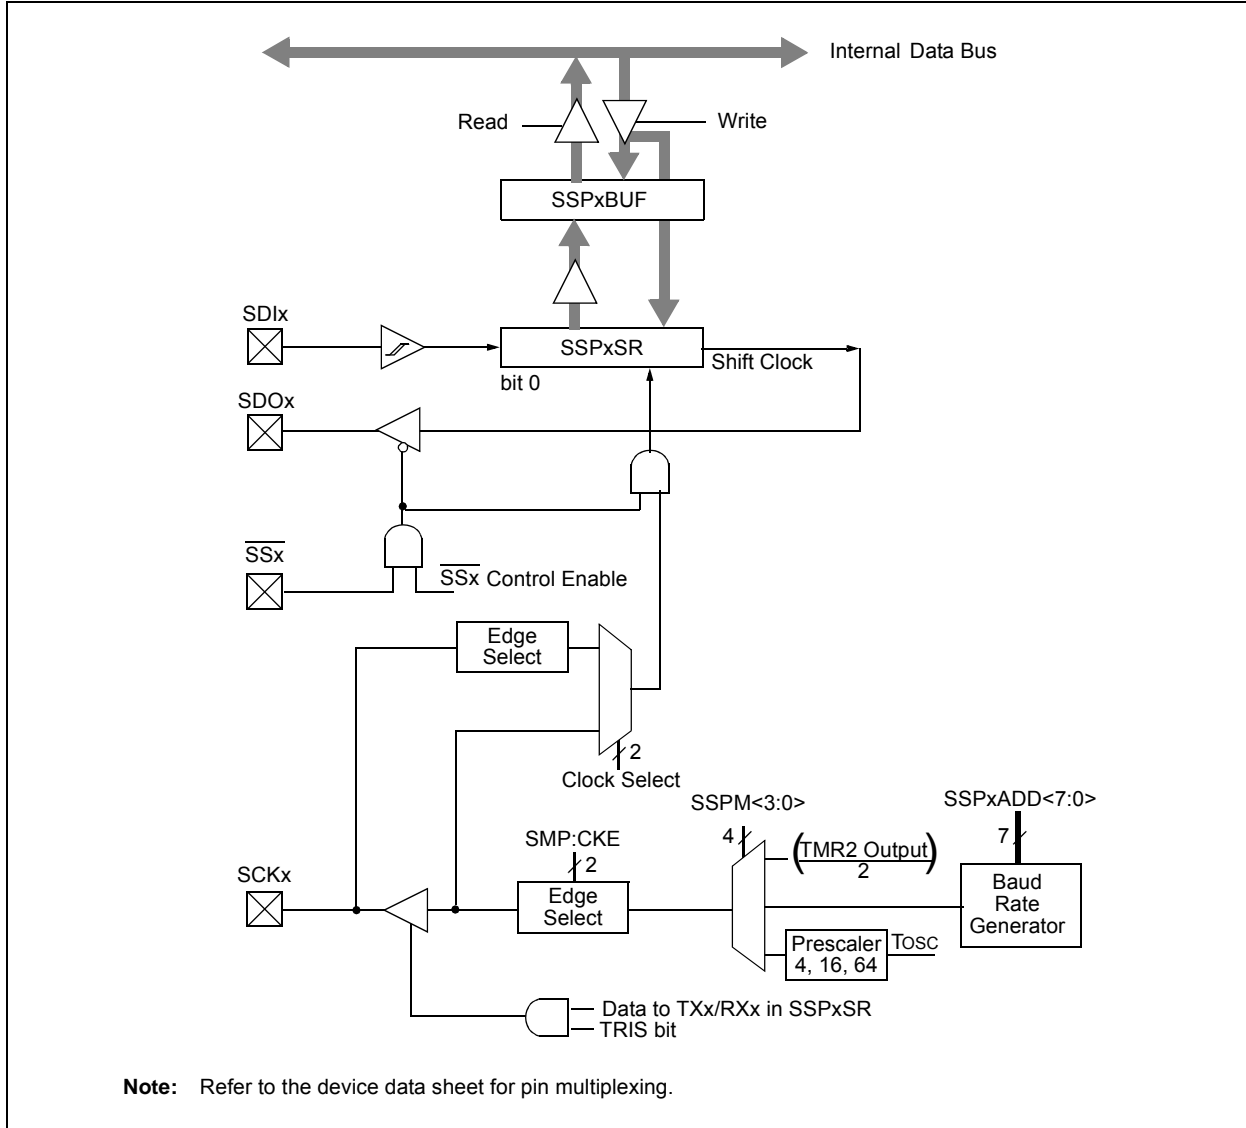 Internal Data Bus
Read
Write
SSPxBUF
SDIx
SSPxSR
Shift Clock
bit 0
SDOx
SSx
SSx Control Enable
Edge
Select
2
Clock Select
SSPM<3:0>
SSPxADD<7:0>
4
7
SMP:CKE
2
(TMR2 Output)
2
SCKx
Edge
Select
Baud
Rate
Generator
Prescaler
4, 16, 64
TOSC
Data to TXx/RXx in SSPxSR
TRIS bit
Note: Refer to the device data sheet for pin multiplexing.